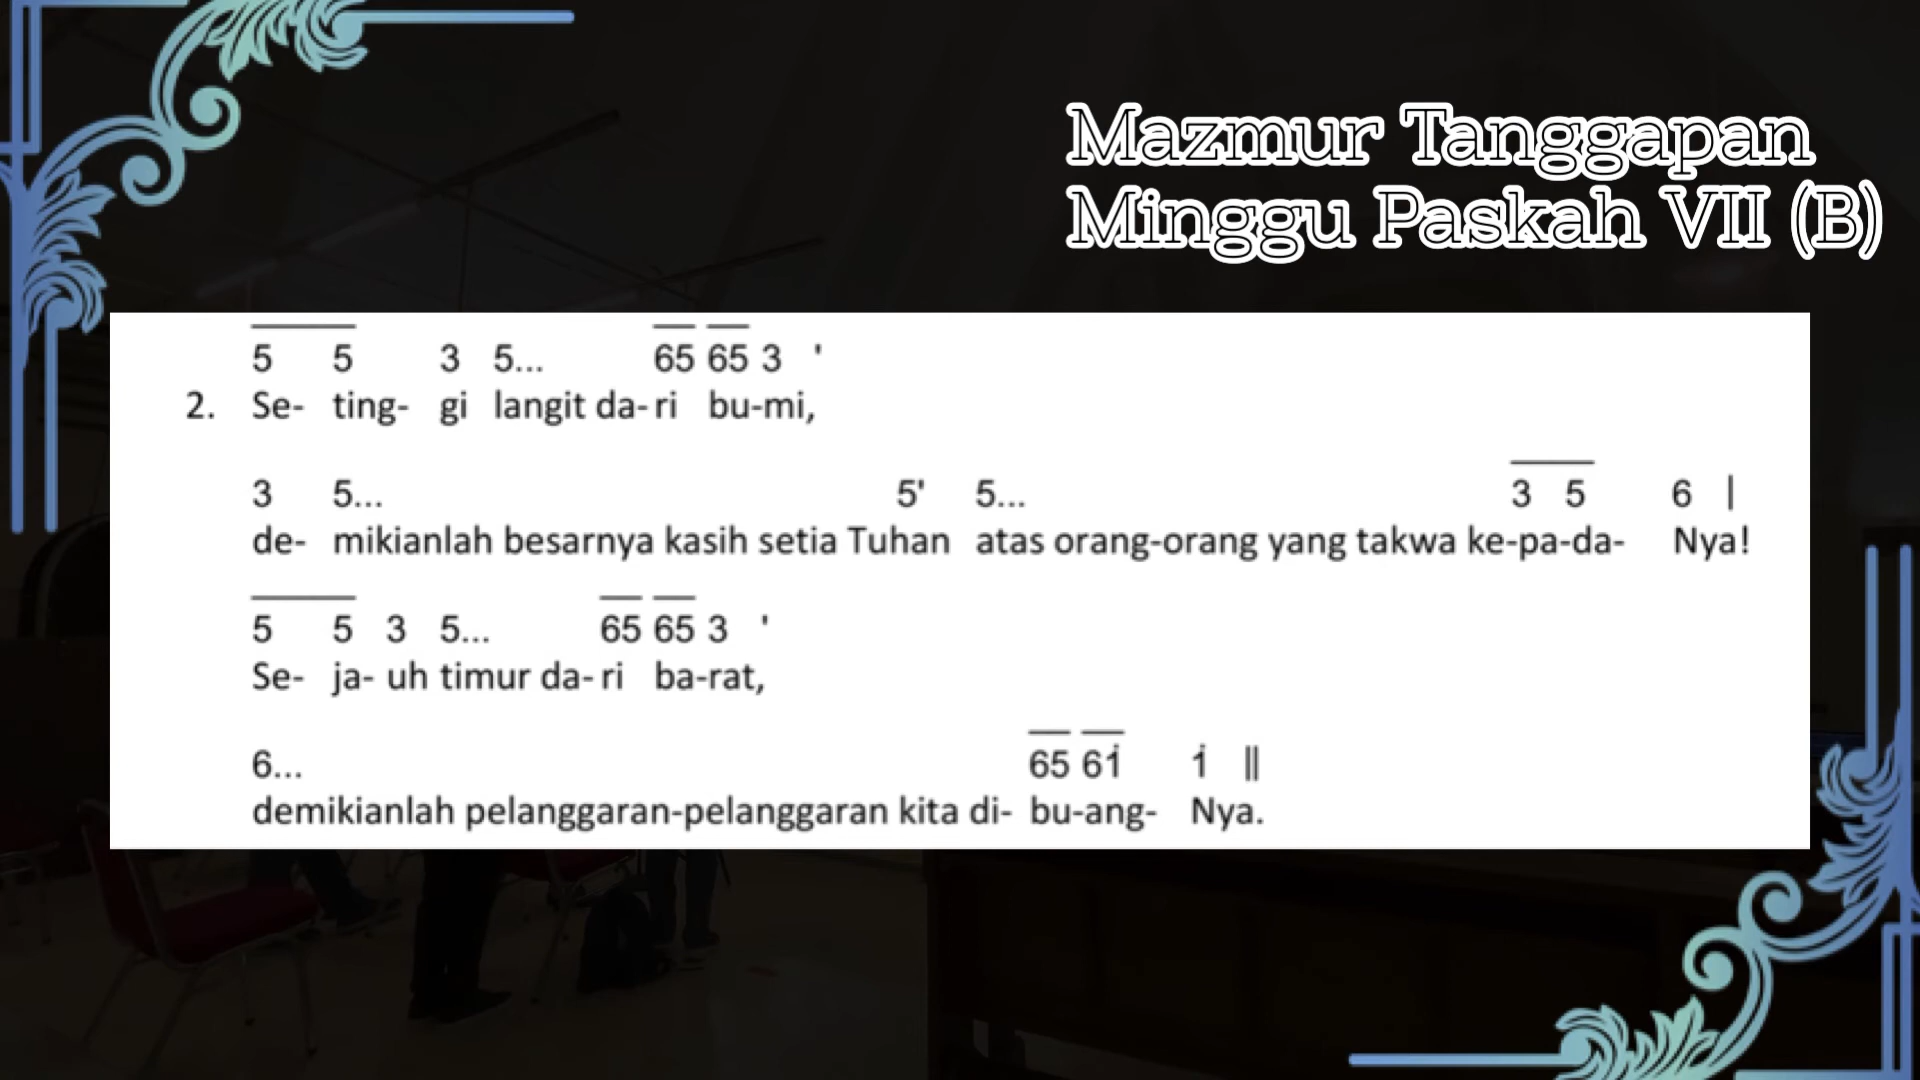 Mazmur Tanggapan
Minggu Paskah VII (B)
5 5 3 5... 65 65 3 '
2. Se- ting- gi langit da- ri bu-mi,
3 5... 5' 5... 3 5 6 |
de- mikianlah besarnya kasih setia Tuhan atas orang-orang yang takwa ke-pa-da- Nya!
5 5 3 5... 65 65 3 '
Se- ja- uh timur da- ri ba-rat,
6... 65 61̇ 1̇ ||
demikianlah pelanggaran-pelanggaran kita di- bu-ang- Nya.